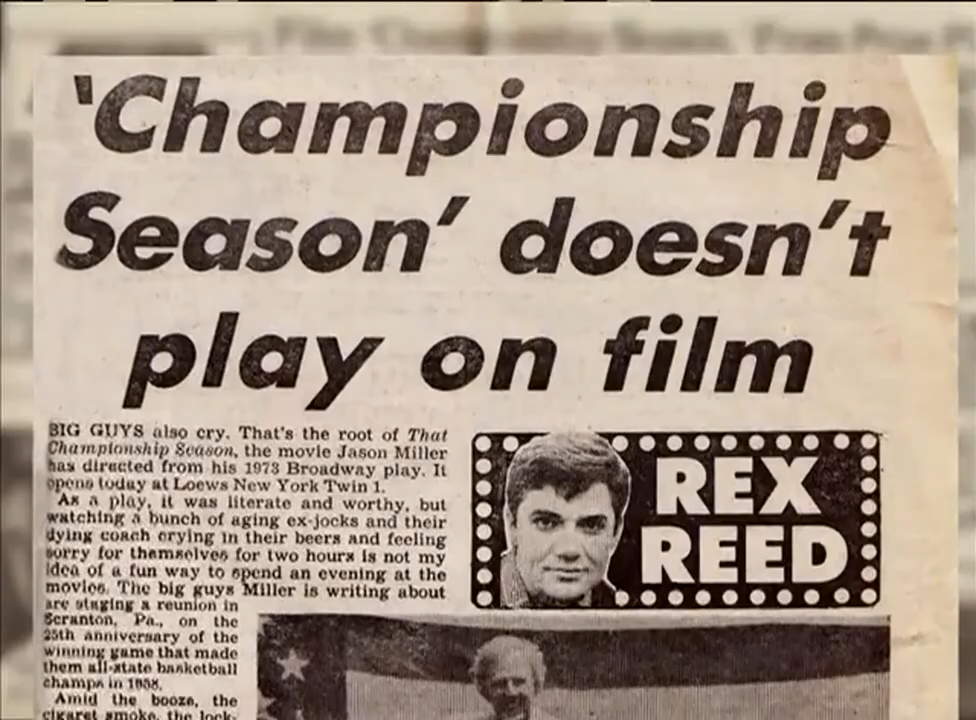 'Championship
Season' doesn't
play on film
BIG GUYS also cry. That's the root of That
Championship Season, the movie Jason Miller
has directed from his 1973 Broadway play. It
opens today at Loews New York Twin 1.
As a play, it was literate and worthy, but
watching a bunch of aging ex-jocks and their
dying coach crying in their beers and feeling
sorry for themselves for two hours is not my
idea of a fun way to spend an evening at the
movies. The big guys Miller is writing about
are staging a reunion in
Scranton, Pa., on the
25th anniversary of the
winning game that made
them all-state basketball
champs in 1958.
Amid the booze, the
cigaret smoke, the lock-
REX
REED